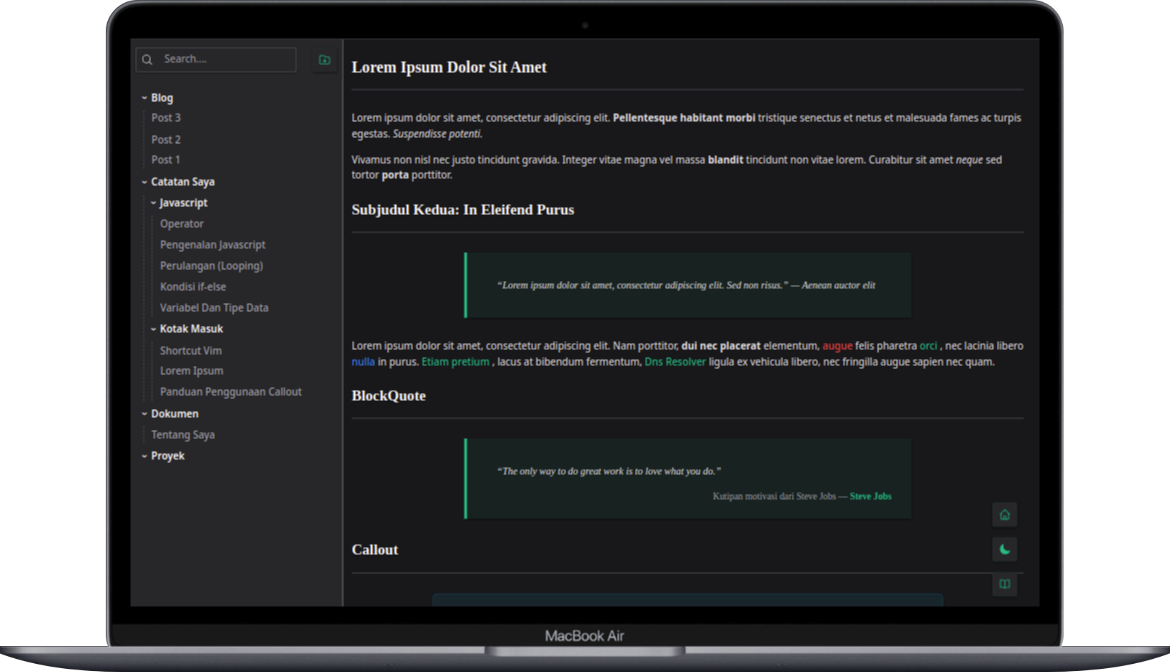 Search....
Blog
Post 3
Post 2
Post 1
Catatan Saya
Javascript
Operator
Pengenalan Javascript
Perulangan (Looping)
Kondisi if-else
Variabel Dan Tipe Data
Kotak Masuk
Shortcut Vim
Lorem Ipsum
Panduan Penggunaan Callout
Dokumen
Tentang Saya
Proyek
Lorem Ipsum Dolor Sit Amet
Lorem ipsum dolor sit amet, consectetur adipiscing elit. Pellentesque habitant morbi tristique senectus et netus et malesuada fames ac turpis
egestas. Suspendisse potenti.
Vivamus non nisl nec justo tincidunt gravida. Integer vitae magna vel massa blandit tincidunt non vitae lorem. Curabitur sit amet neque sed
tortor porta porttitor.
Subjudul Kedua: In Eleifend Purus
“Lorem ipsum dolor sit amet, consectetur adipiscing elit. Sed non risus.” — Aenean auctor elit
Lorem ipsum dolor sit amet, consectetur adipiscing elit. Nam porttitor, dui nec placerat elementum, augue felis pharetra orci , nec lacinia libero
nulla in purus. Etiam pretium , lacus at bibendum fermentum, Dns Resolver ligula ex vehicula libero, nec fringilla augue sapien nec quam.
BlockQuote
“The only way to do great work is to love what you do.”
Kutipan motivasi dari Steve Jobs — Steve Jobs
Callout
MacBook Air